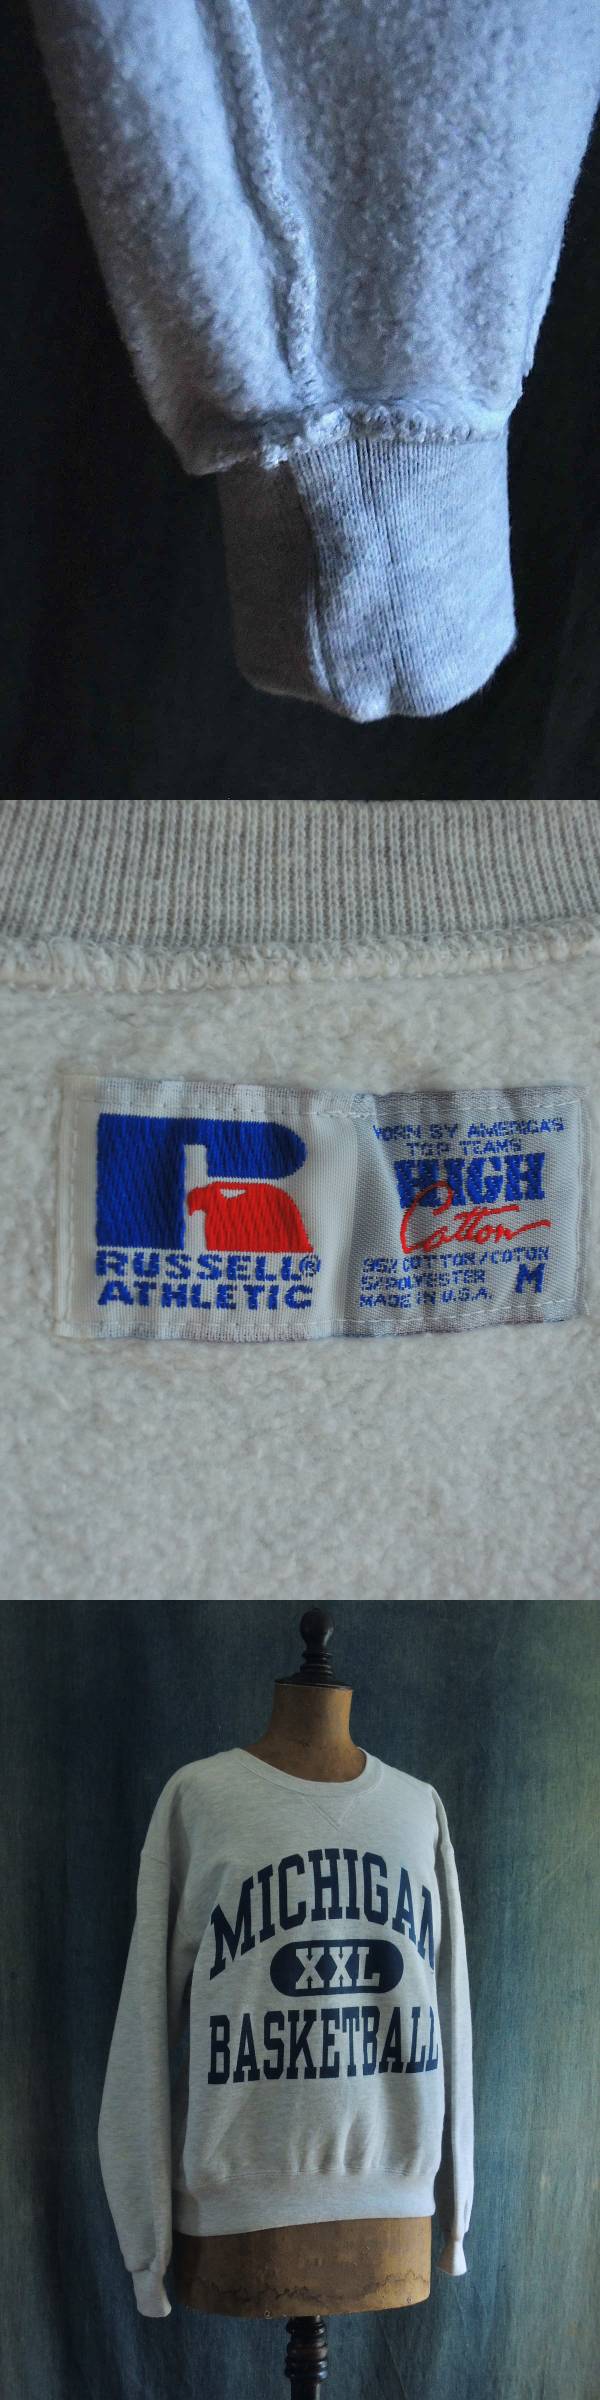 RUSSELL®
ATHLETIC
WORN BY AMERICA'S
TOP TEAMS
HIGH
Cotton
95% COTTON/COTON
5% POLYESTER
MADE IN U.S.A.
M
MICHIGAN
XXL
BASKETBALL